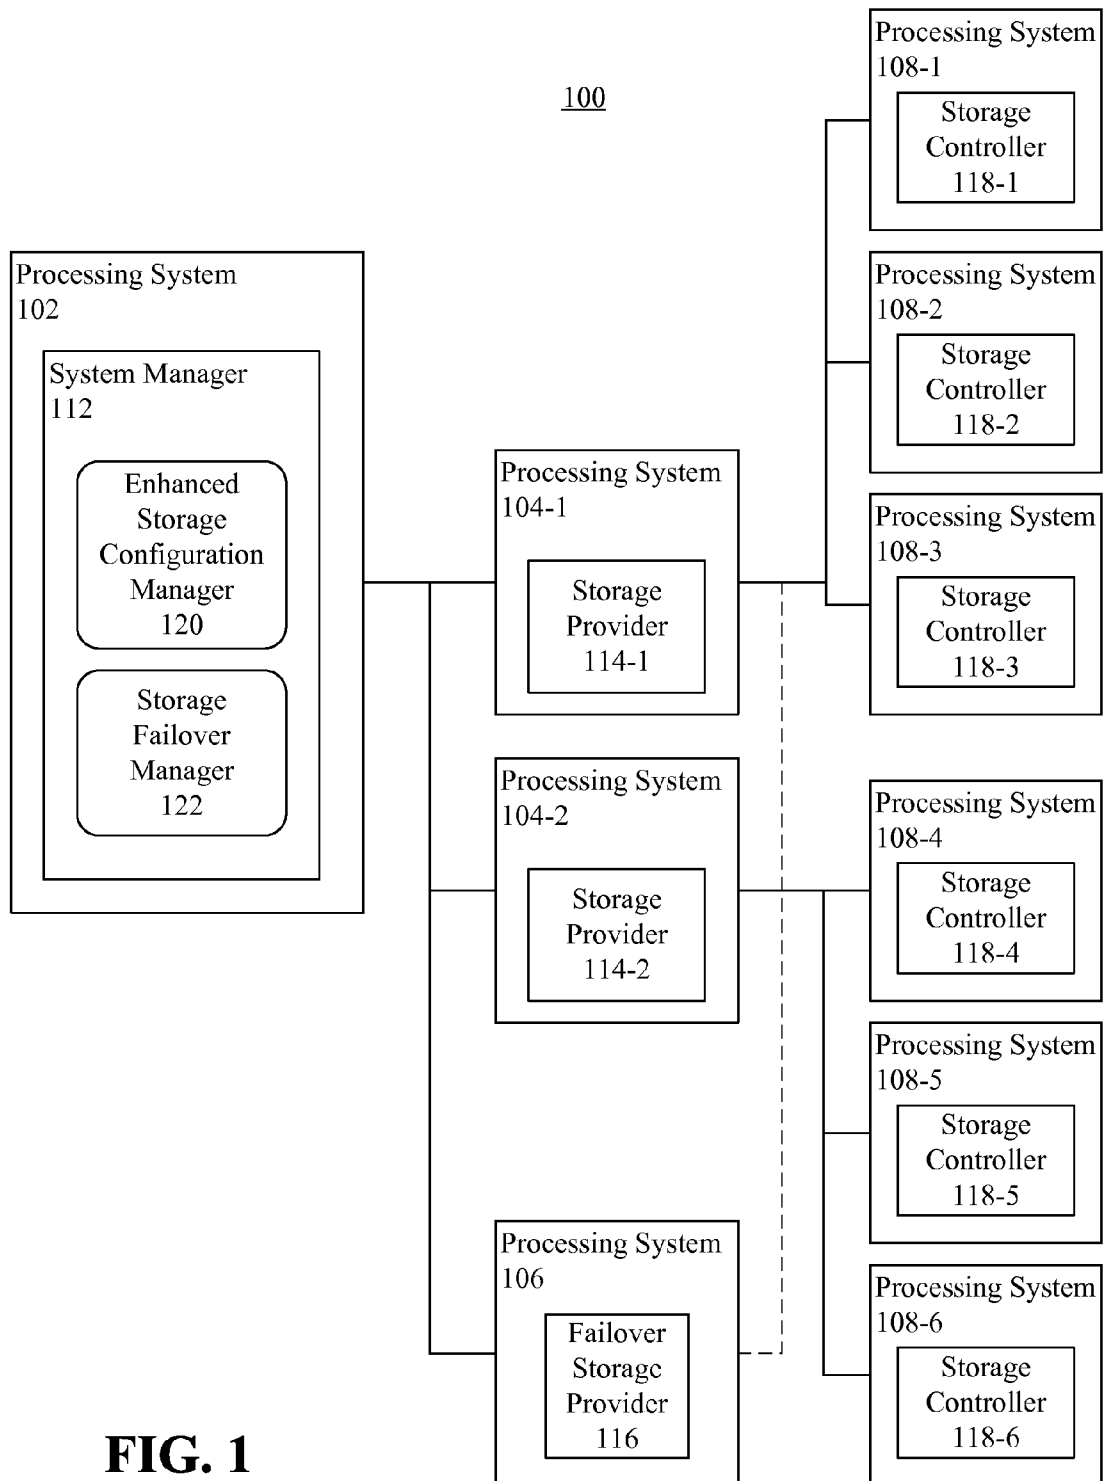 100
Processing System
102
System Manager
112
Enhanced
Storage
Configuration
Manager
120
Storage
Failover
Manager
122
Processing System
104-1
Storage
Provider
114-1
Processing System
104-2
Storage
Provider
114-2
Processing System
106
Failover
Storage
Provider
116
Processing System
108-1
Storage
Controller
118-1
Processing System
108-2
Storage
Controller
118-2
Processing System
108-3
Storage
Controller
118-3
Processing System
108-4
Storage
Controller
118-4
Processing System
108-5
Storage
Controller
118-5
Processing System
108-6
Storage
Controller
118-6
FIG. 1